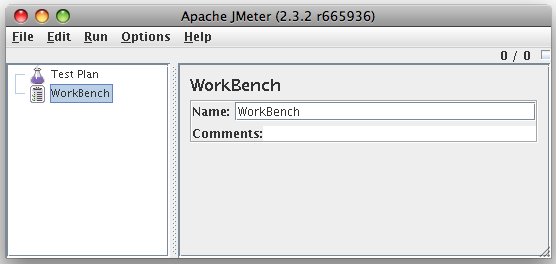 Apache JMeter (2.3.2 r665936)
File Edit Run Options Help
0 / 0
Test Plan
WorkBench
WorkBench
Name: WorkBench
Comments: